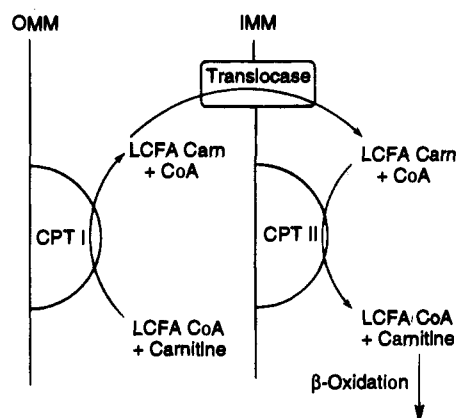 OMM
IMM
Translocase
LCFA Carn
+ CoA
LCFA Carn
+ CoA
CPT I
CPT II
LCFA CoA
+ Carnitine
LCFA CoA
+ Carnitine
β-Oxidation